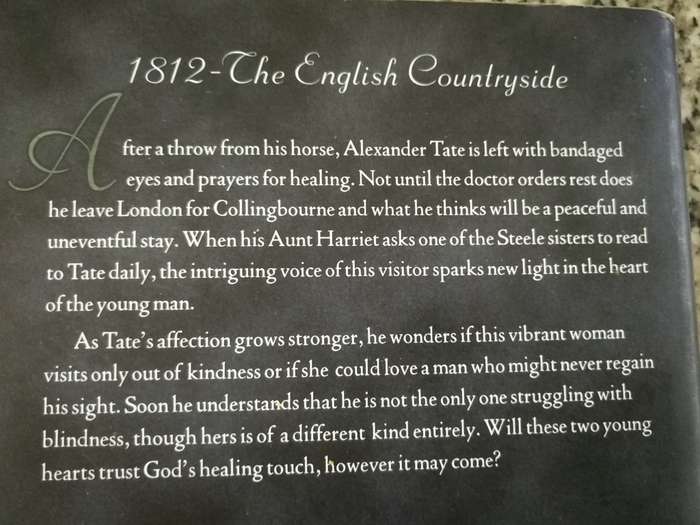 1812-The English Countryside
After a throw from his horse, Alexander Tate is left with bandaged
eyes and prayers for healing. Not until the doctor orders rest does
he leave London for Collingbourne and what he thinks will be a peaceful and
uneventful stay. When his Aunt Harriet asks one of the Steele sisters to read
to Tate daily, the intriguing voice of this visitor sparks new light in the heart
of the young man.
As Tate's affection grows stronger, he wonders if this vibrant woman
visits only out of kindness or if she could love a man who might never regain
his sight. Soon he understands that he is not the only one struggling with
blindness, though hers is of a different kind entirely. Will these two young
hearts trust God's healing touch, however it may come?